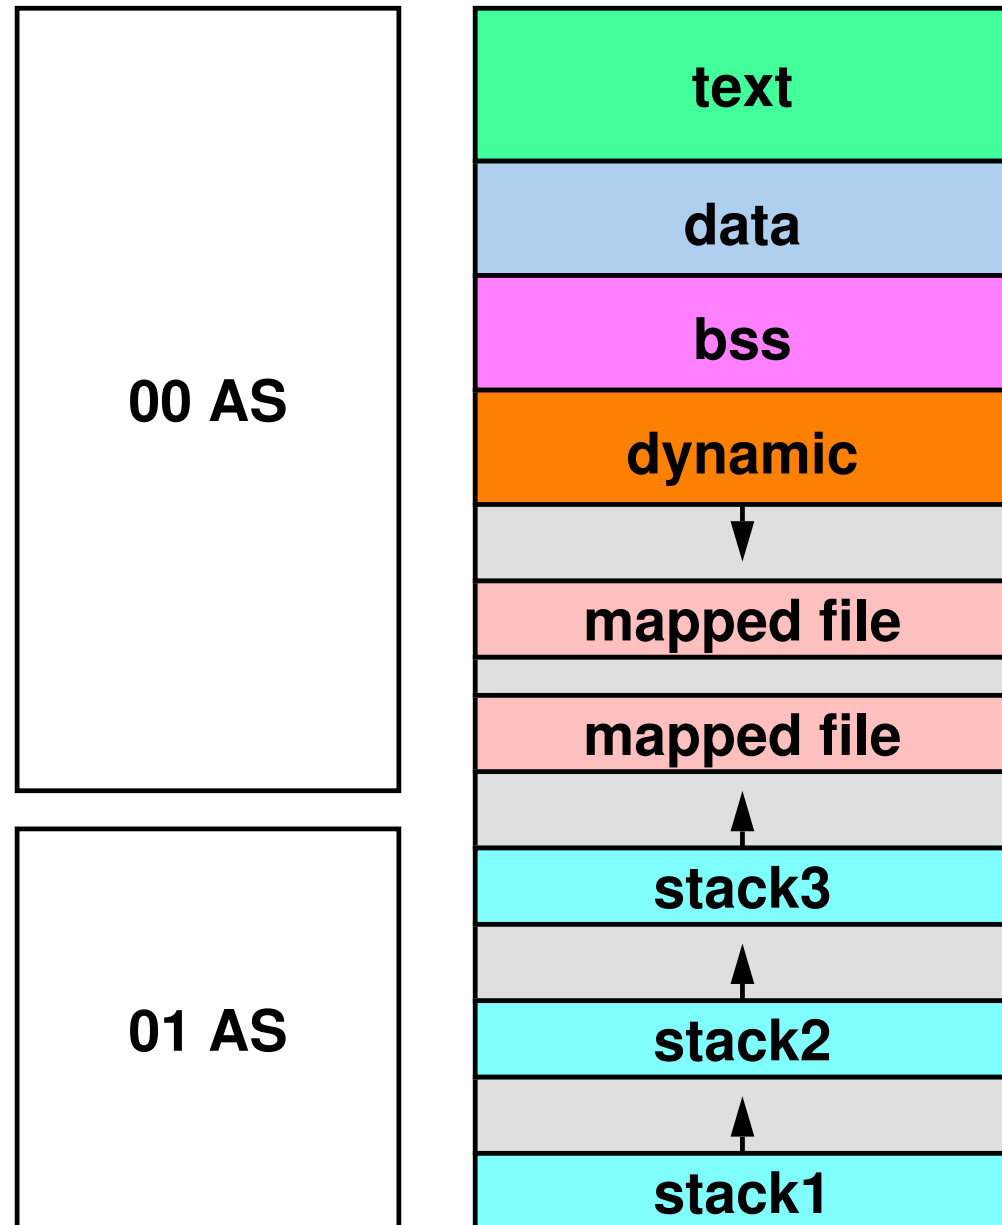 00 AS
01 AS
text
data
bss
dynamic
mapped file
mapped file
stack3
stack2
stack1